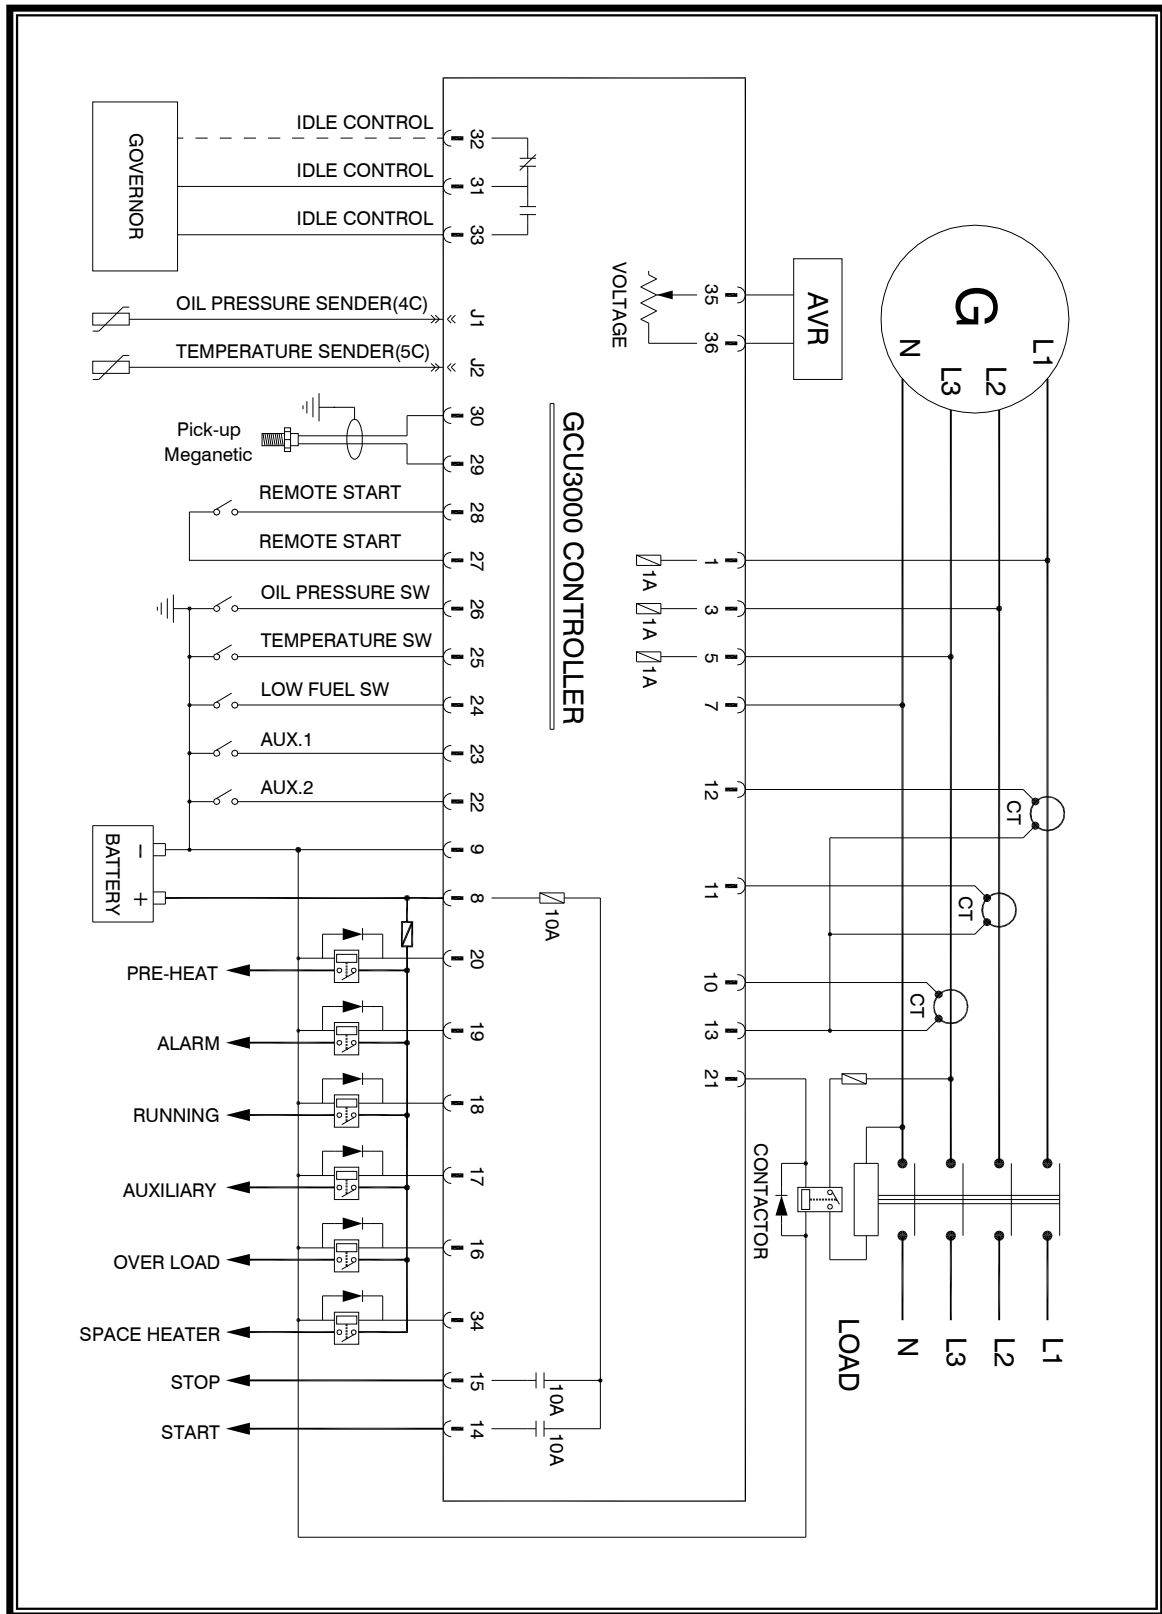 GOVERNOR
IDLE CONTROL
32
IDLE CONTROL
31
IDLE CONTROL
33
OIL PRESSURE SENDER(4C)
J1
TEMPERATURE SENDER(5C)
J2
Pick-up
Meganetic
30
29
REMOTE START
28
REMOTE START
27
OIL PRESSURE SW
26
TEMPERATURE SW
25
LOW FUEL SW
24
AUX.1
23
AUX.2
22
BATTERY
−
+
9
8
10A
20
PRE-HEAT
19
ALARM
18
RUNNING
17
AUXILIARY
16
OVER LOAD
34
SPACE HEATER
15
STOP
10A
14
START
10A
GCU3000 CONTROLLER
VOLTAGE
35
36
AVR
G
N
L3
L2
L1
1
1A
3
1A
5
1A
7
12
CT
11
CT
10
CT
13
21
CONTACTOR
LOAD
N
L3
L2
L1